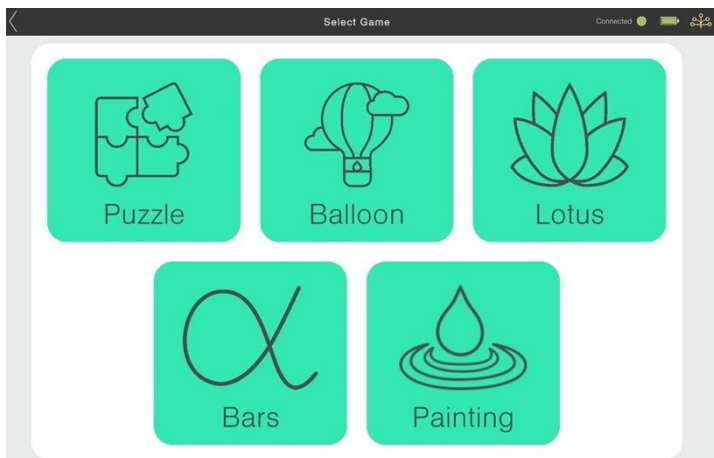 Select Game
Connected
Puzzle
Balloon
Lotus
Bars
Painting